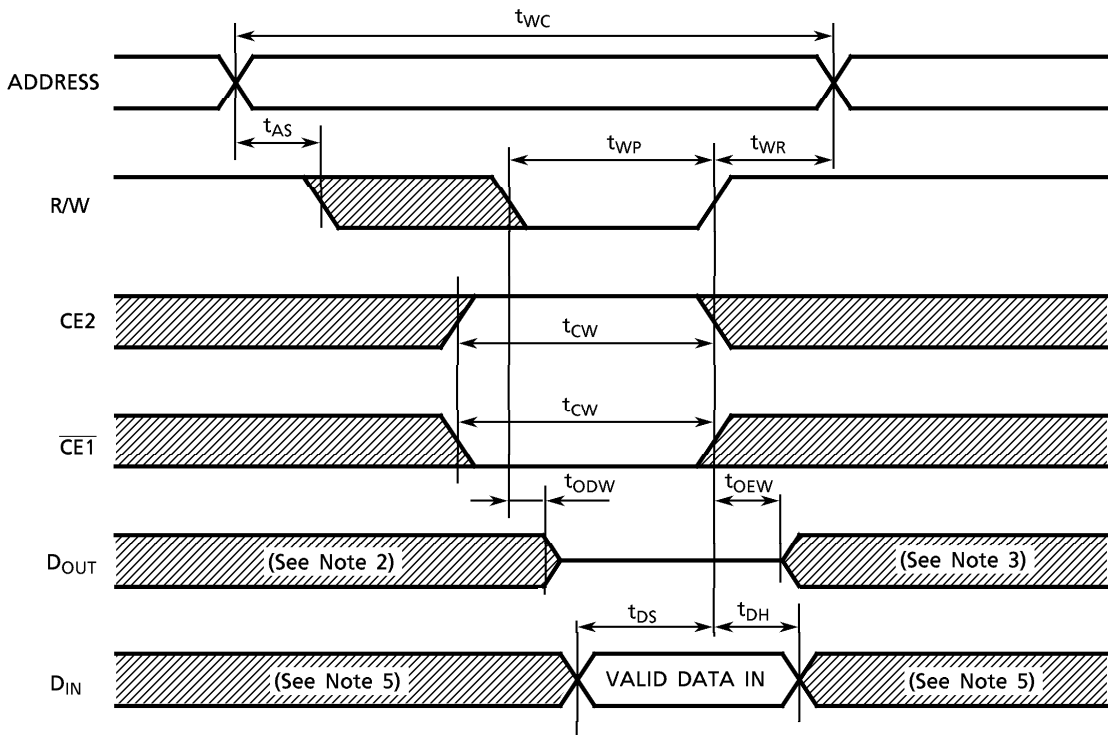 tWC
ADDRESS
tAS
tWP
tWR
R/W
CE2
tCW
tCW
C̅E̅1̅
tODW
tOEW
DOUT
(See Note 2)
(See Note 3)
tDS
tDH
DIN
(See Note 5)
VALID DATA IN
(See Note 5)